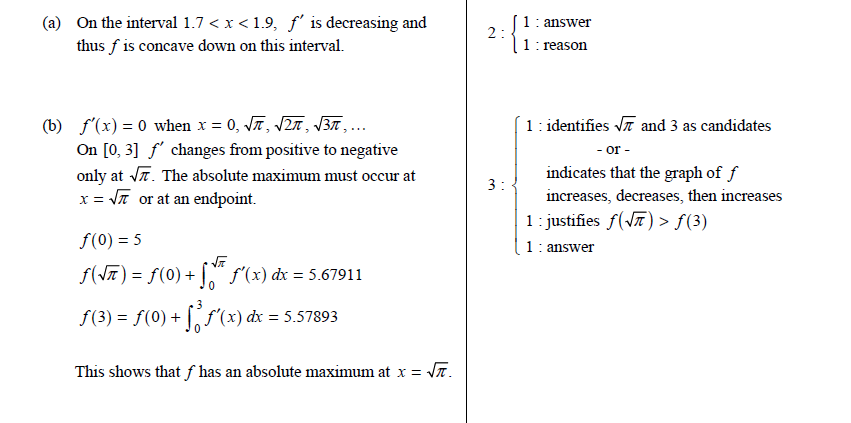 (a) On the interval 1.7 < x < 1.9, f′ is decreasing and
thus f is concave down on this interval.
2 : { 1 : answer
1 : reason
(b) f′(x) = 0 when x = 0, √π, √2π, √3π, …
On [0, 3] f′ changes from positive to negative
only at √π. The absolute maximum must occur at
x = √π or at an endpoint.
f(0) = 5
f(√π) = f(0) + ∫₀^√π f′(x) dx = 5.67911
f(3) = f(0) + ∫₀³ f′(x) dx = 5.57893
This shows that f has an absolute maximum at x = √π.
3 : { 1 : identifies √π and 3 as candidates
- or -
indicates that the graph of f
increases, decreases, then increases
1 : justifies f(√π) > f(3)
1 : answer